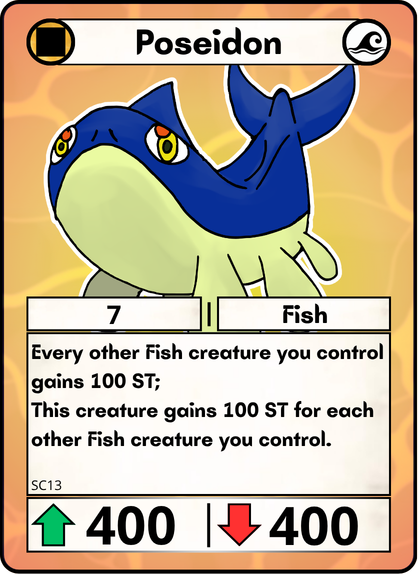 Poseidon
7 | Fish
Every other Fish creature you control
gains 100 ST;
This creature gains 100 ST for each
other Fish creature you control.
SC13
400 | 400